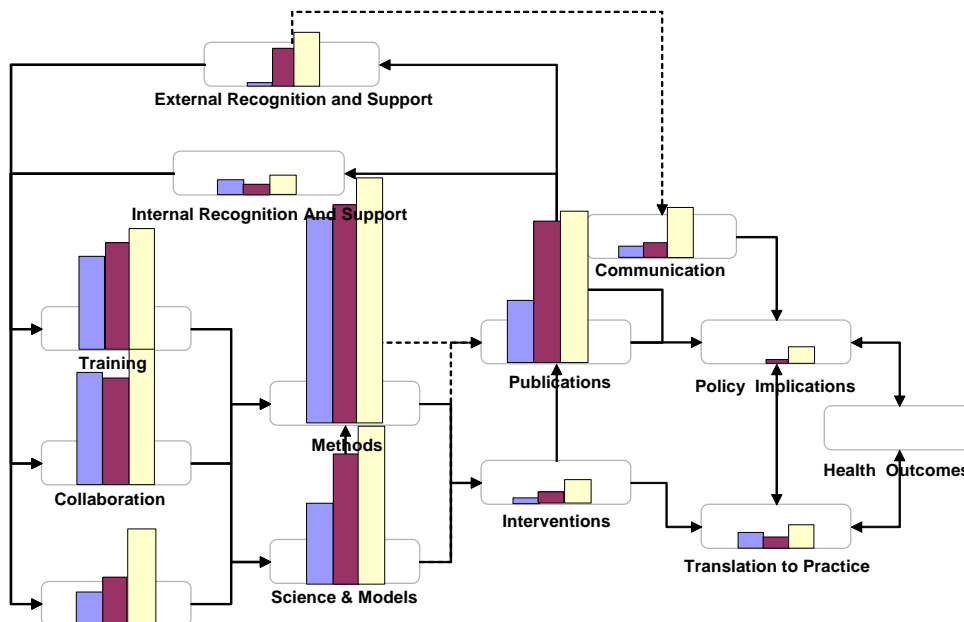 External Recognition and Support
Internal Recognition And Support
Communication
Training
Publications
Policy Implications
Methods
Health Outcomes
Collaboration
Interventions
Translation to Practice
Science & Models